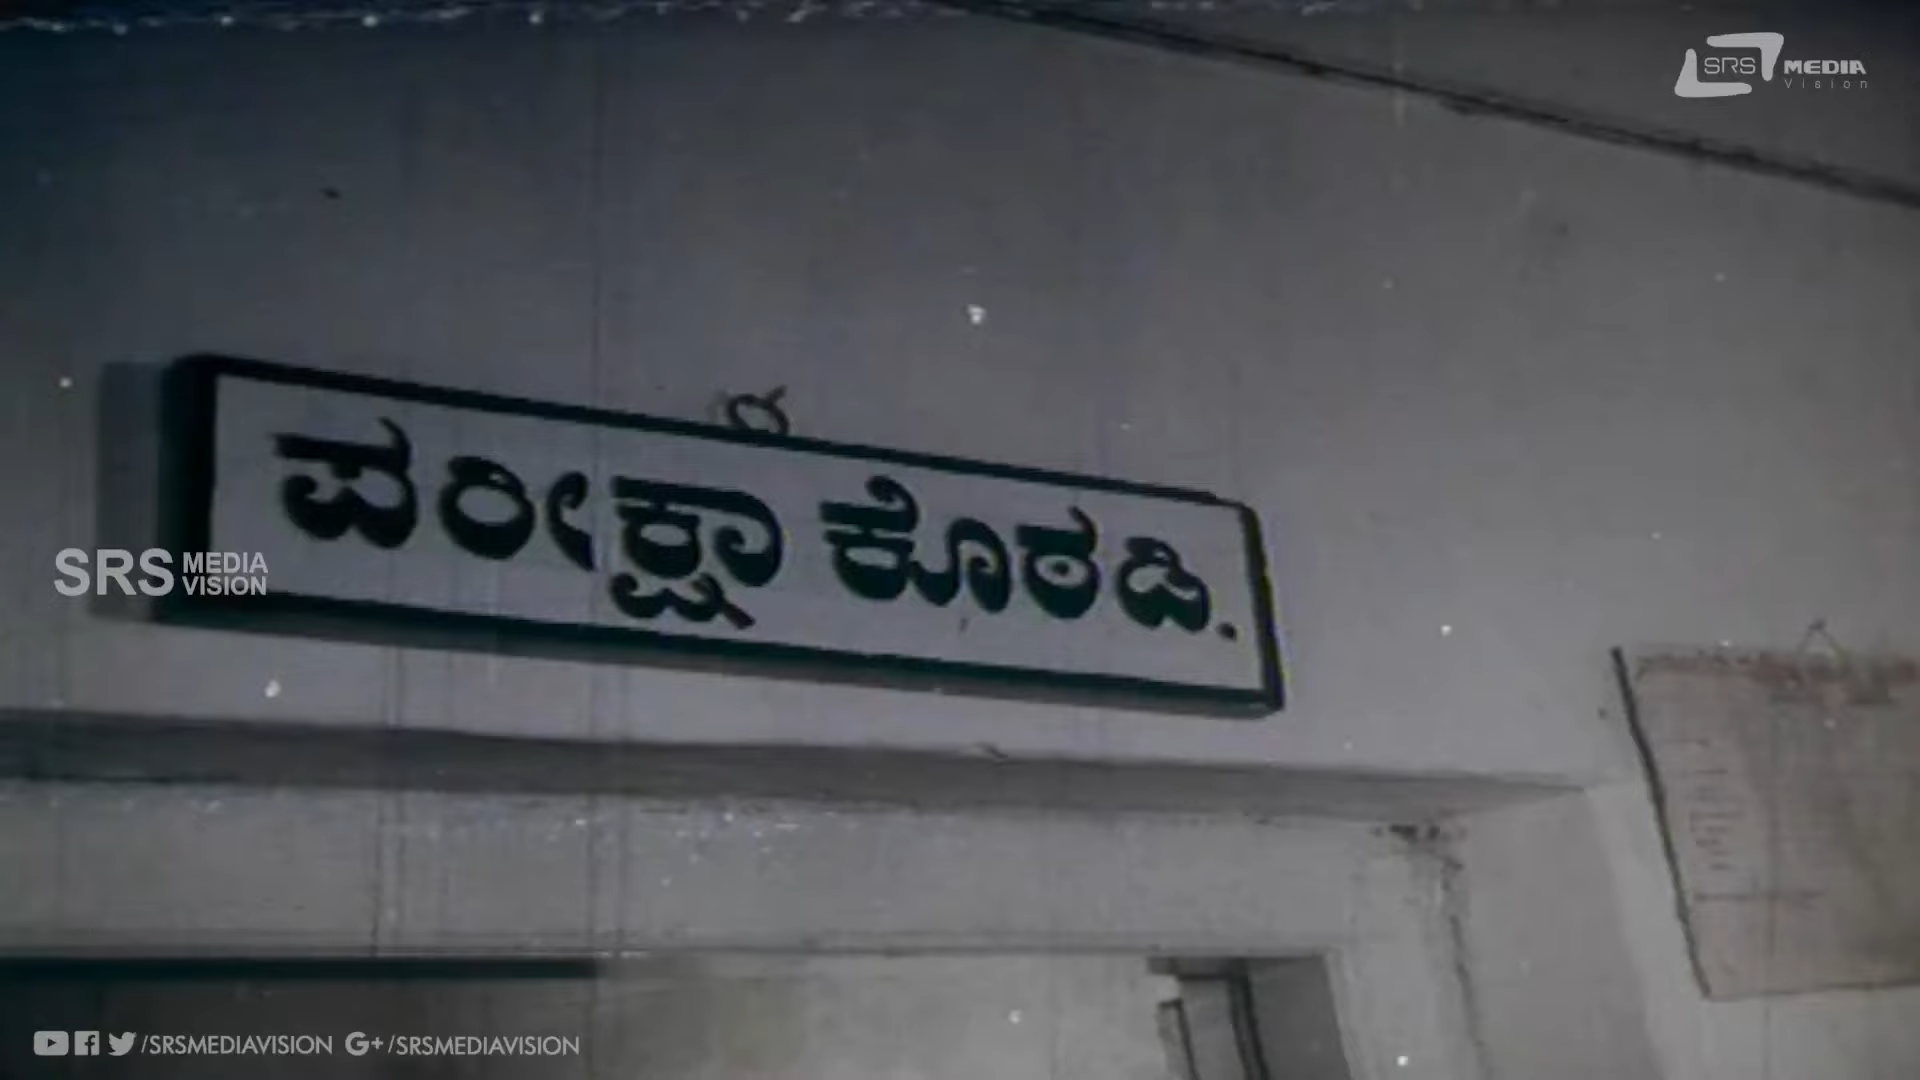 SRS MEDIA
Vision
ಪರೀಕ್ಷಾ ಕೊಠಡಿ.
SRS MEDIA
VISION
/SRSMEDIAVISION G+/SRSMEDIAVISION